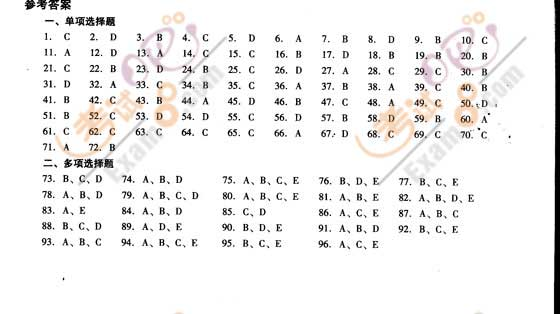 参考答案
一、单项选择题
1. C 2. D 3. B 4. C 5. D 6. A 7. B 8. D 9. B 10. C
11. A 12. D 13. A 14. C 15. C 16. B 17. D 18. B 19. B 20. B
21. C 22. B 23. D 24. B 25. C 26. D 27. A 28. C 29. C 30. B
31. D 32. A 33. C 34. B 35. B 36. A 37. B 38. A 39. C 40. B
41. B 42. C 43. B 44. A 45. D 46. B 47. C 48. A 49. C 50. D
51. B 52. C 53. D 54. D 55. C 56. D 57. B 58. D 59. B 60. A
61. C 62. C 63. C 64. C 65. C 66. A 67. D 68. C 69. C 70. C
71. A 72. B
二、多项选择题
73. B、C、D 74. A、B、D 75. A、B、C、E 76. B、D、E 77. B、C、E
78. A、B、D 79. A、B、C、D 80. A、B、C、E 81. A、B、E 82. A、B、D、E
83. A、E 84. A、B、D 85. C、D 86. A、C、E 87. A、B、C
88. B、C、D 89. A、D、E 90. B、D、E 91. A、B、D 92. B、C、E
93. A、B、C 94. A、B、C、E 95. B、C、E 96. A、C、E